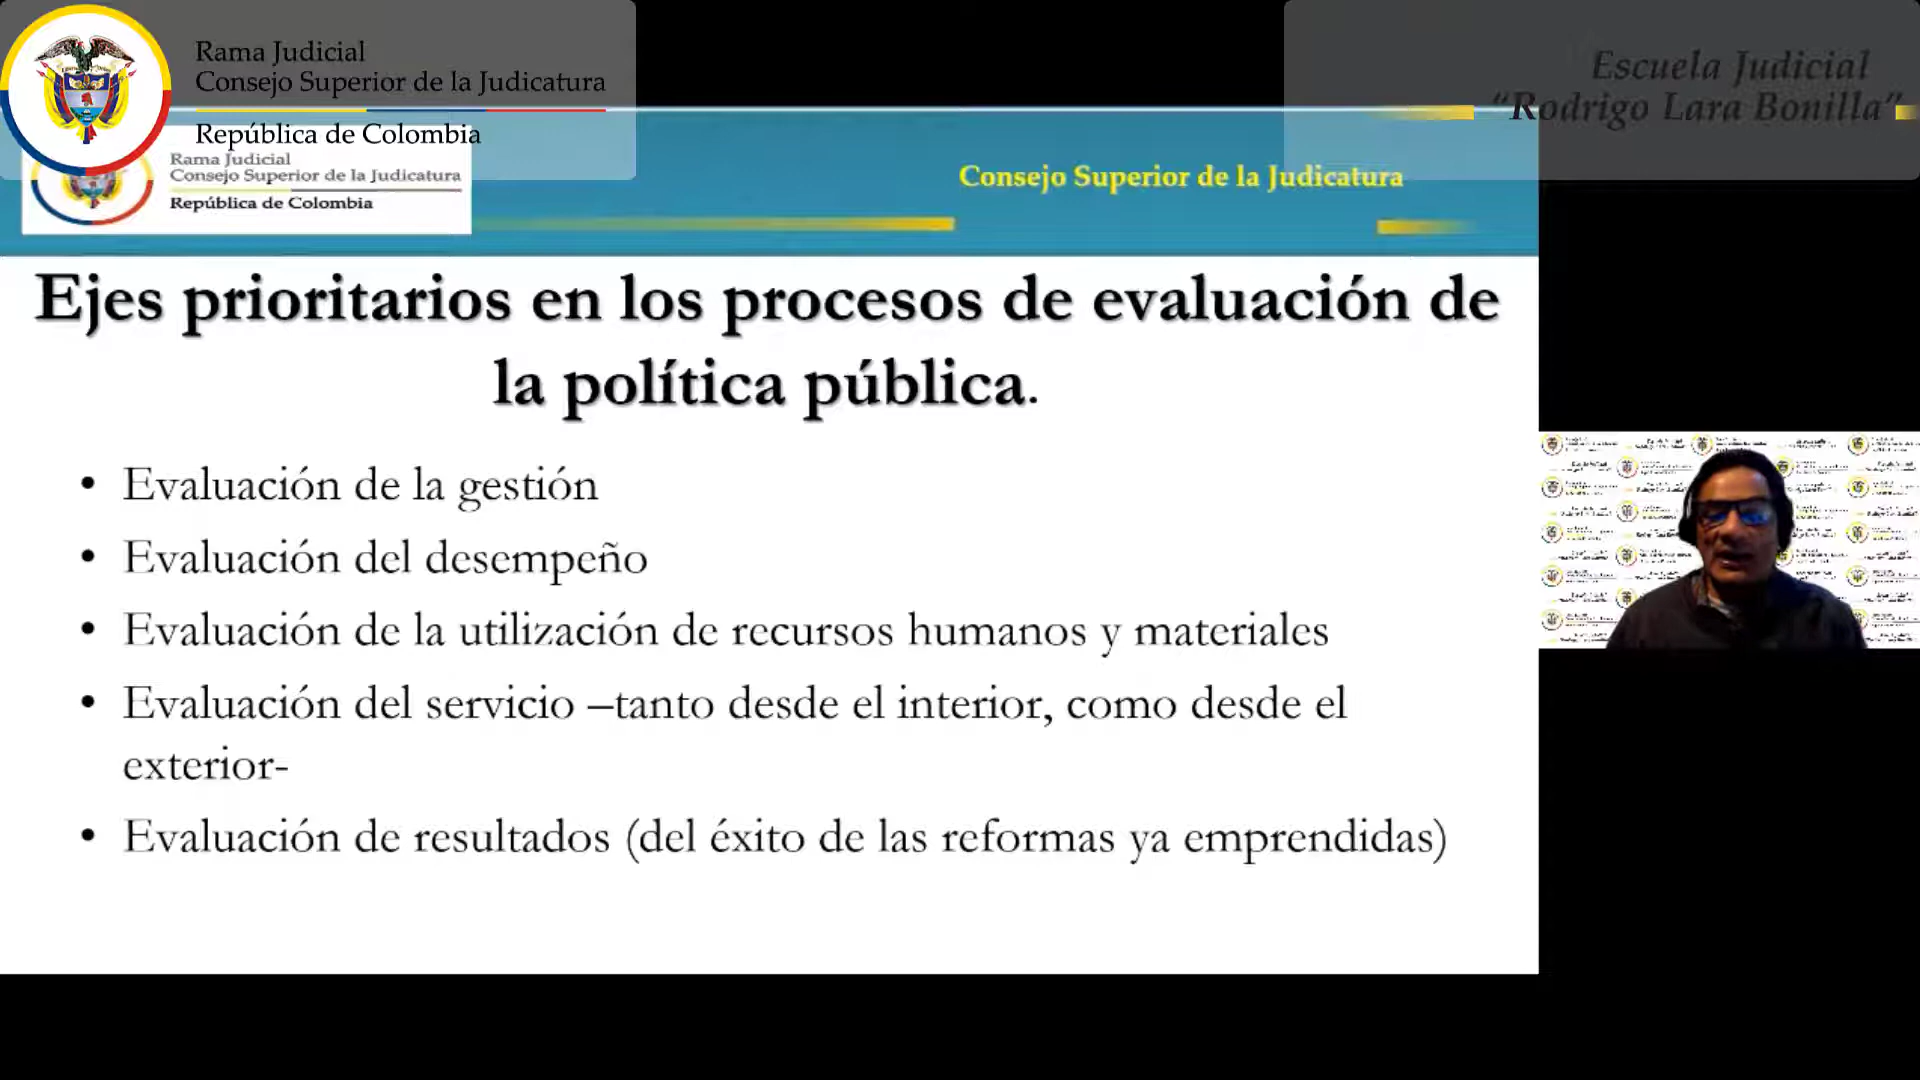 Rama Judicial
Consejo Superior de la Judicatura
República de Colombia
Escuela Judicial
“Rodrigo Lara Bonilla”
Rama Judicial
Consejo Superior de la Judicatura
República de Colombia
Consejo Superior de la Judicatura
Ejes prioritarios en los procesos de evaluación de
la política pública.
• Evaluación de la gestión
• Evaluación del desempeño
• Evaluación de la utilización de recursos humanos y materiales
• Evaluación del servicio –tanto desde el interior, como desde el
exterior-
• Evaluación de resultados (del éxito de las reformas ya emprendidas)